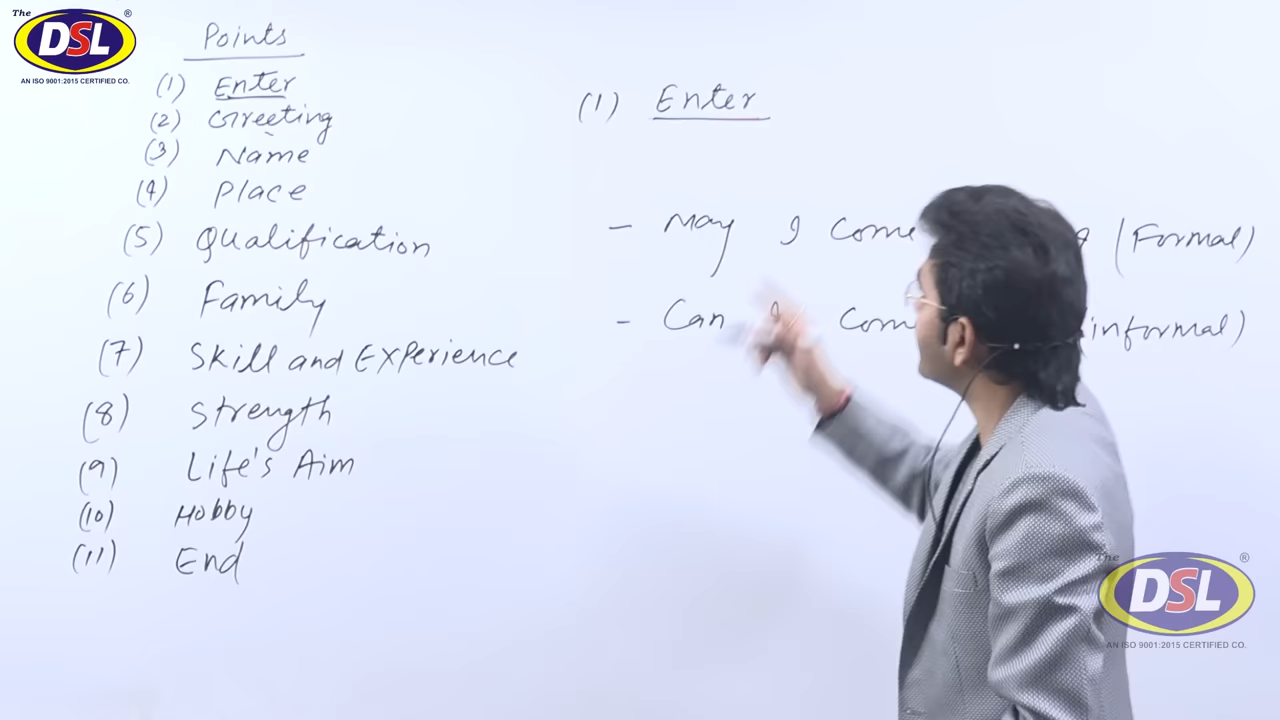 The
DSL
®
AN ISO 9001:2015 CERTIFIED CO.
Points
(1) Enter
(2) Greeting
(3) Name
(4) Place
(5) Qualification
(6) Family
(7) Skill and Experience
(8) Strength
(9) Life's Aim
(10) Hobby
(11) End
(1) Enter
- May I come (Formal)
- Can I com (informal)
The
DSL
®
AN ISO 9001:2015 CERTIFIED CO.